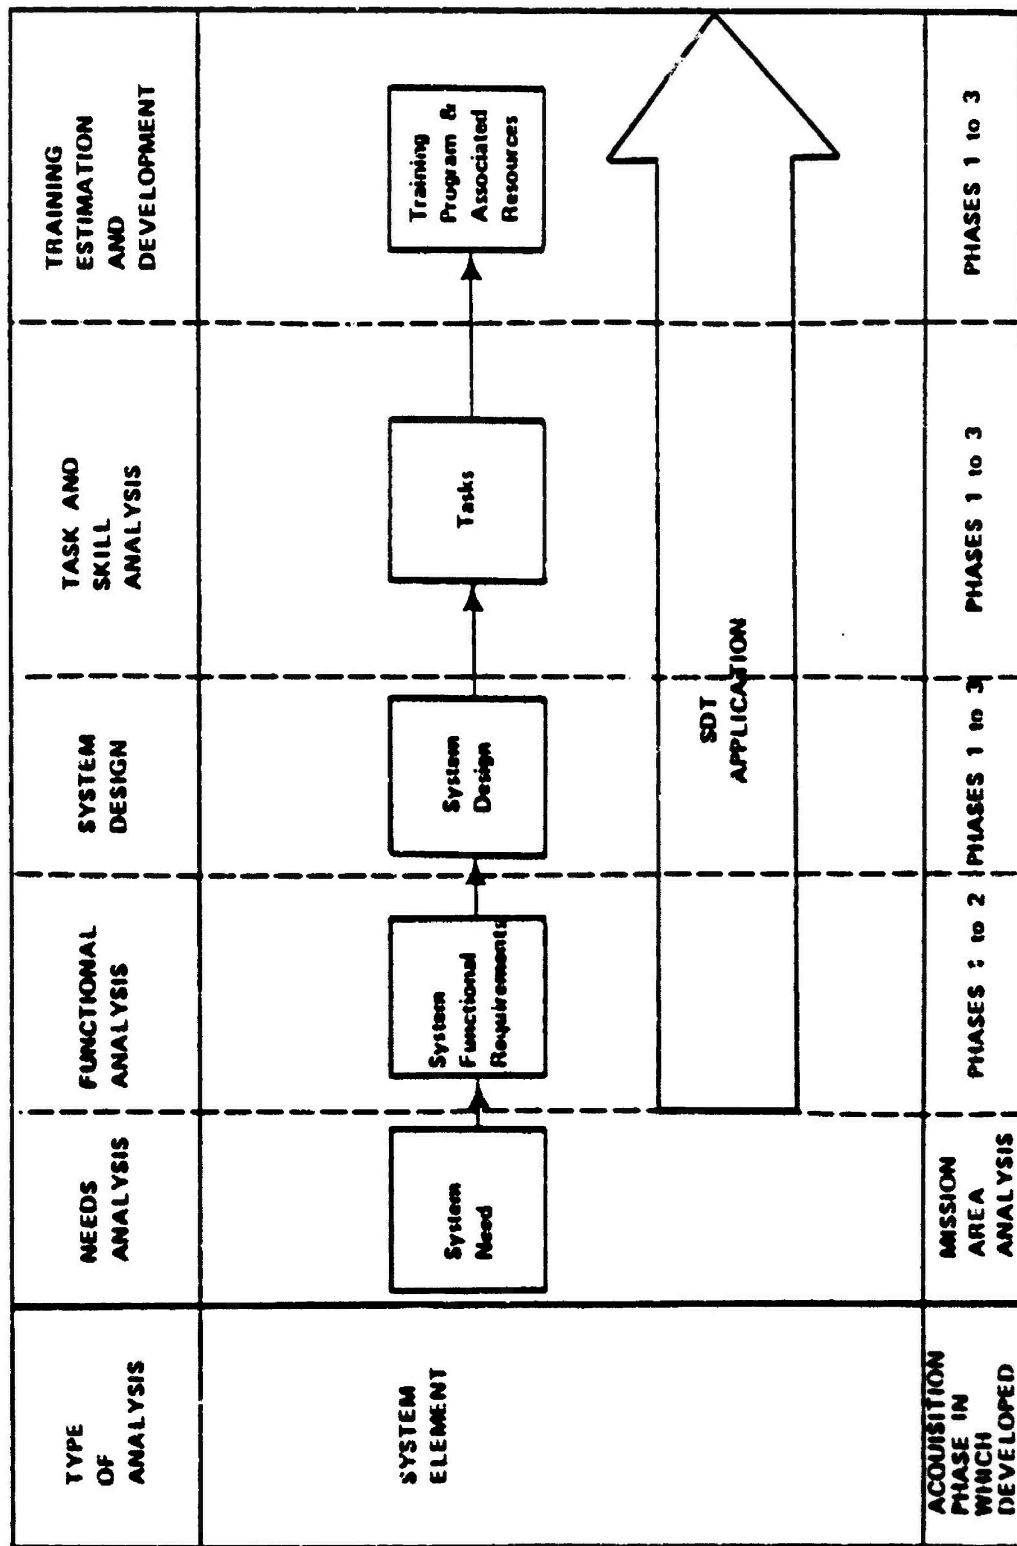 TYPE
OF
ANALYSIS
NEEDS
ANALYSIS
FUNCTIONAL
ANALYSIS
SYSTEM
DESIGN
TASK AND
SKILL
ANALYSIS
TRAINING
ESTIMATION
AND
DEVELOPMENT
SYSTEM
ELEMENT
System
Need
System
Functional
Requirements
System
Design
Tasks
Training
Program &
Associated
Resources
SDT
APPLICATION
ACQUISITION
PHASE IN
WHICH
DEVELOPED
MISSION
AREA
ANALYSIS
PHASES to 2
PHASES 1 to 3
PHASES 1 to 3
PHASES 1 to 3